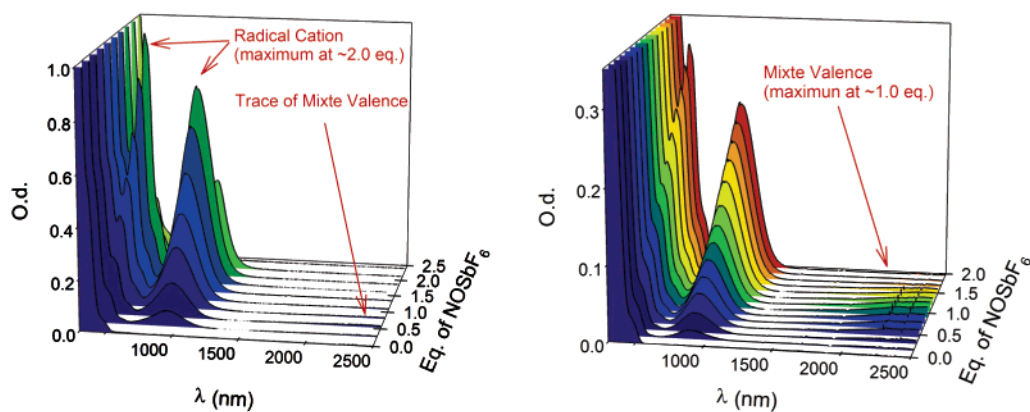 Radical Cation
(maximum at ~2.0 eq.)
Trace of Mixte Valence
1.0
0.8
0.6
0.4
0.2
0.0
O.d.
1000
1500
2000
2500
λ (nm)
2.5
2.0
1.5
1.0
0.5
0.0
Eq. of NOSbF6
Mixte Valence
(maximun at ~1.0 eq.)
0.3
0.2
0.1
0.0
O.d.
1000
1500
2000
2500
λ (nm)
2.0
1.5
1.0
0.5
0.0
Eq. of NOSbF6